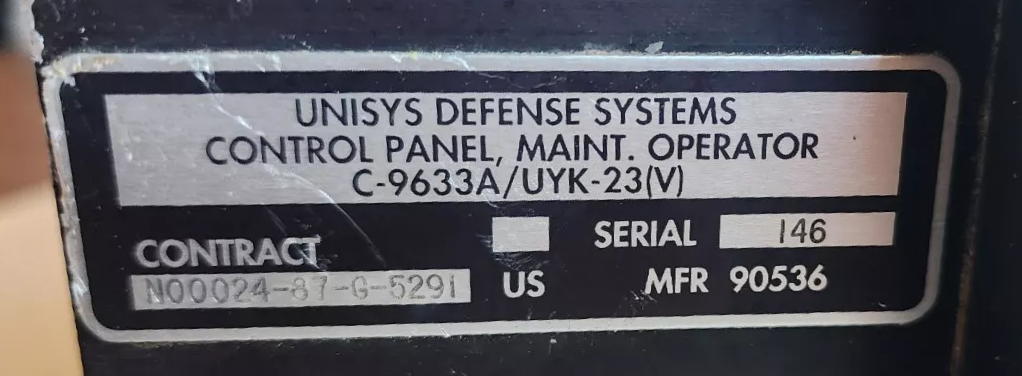 UNISYS DEFENSE SYSTEMS
CONTROL PANEL, MAINT. OPERATOR
C-9633A/UYK-23(V)
CONTRACT
N00024-87-G-5291
US
SERIAL 146
MFR 90536